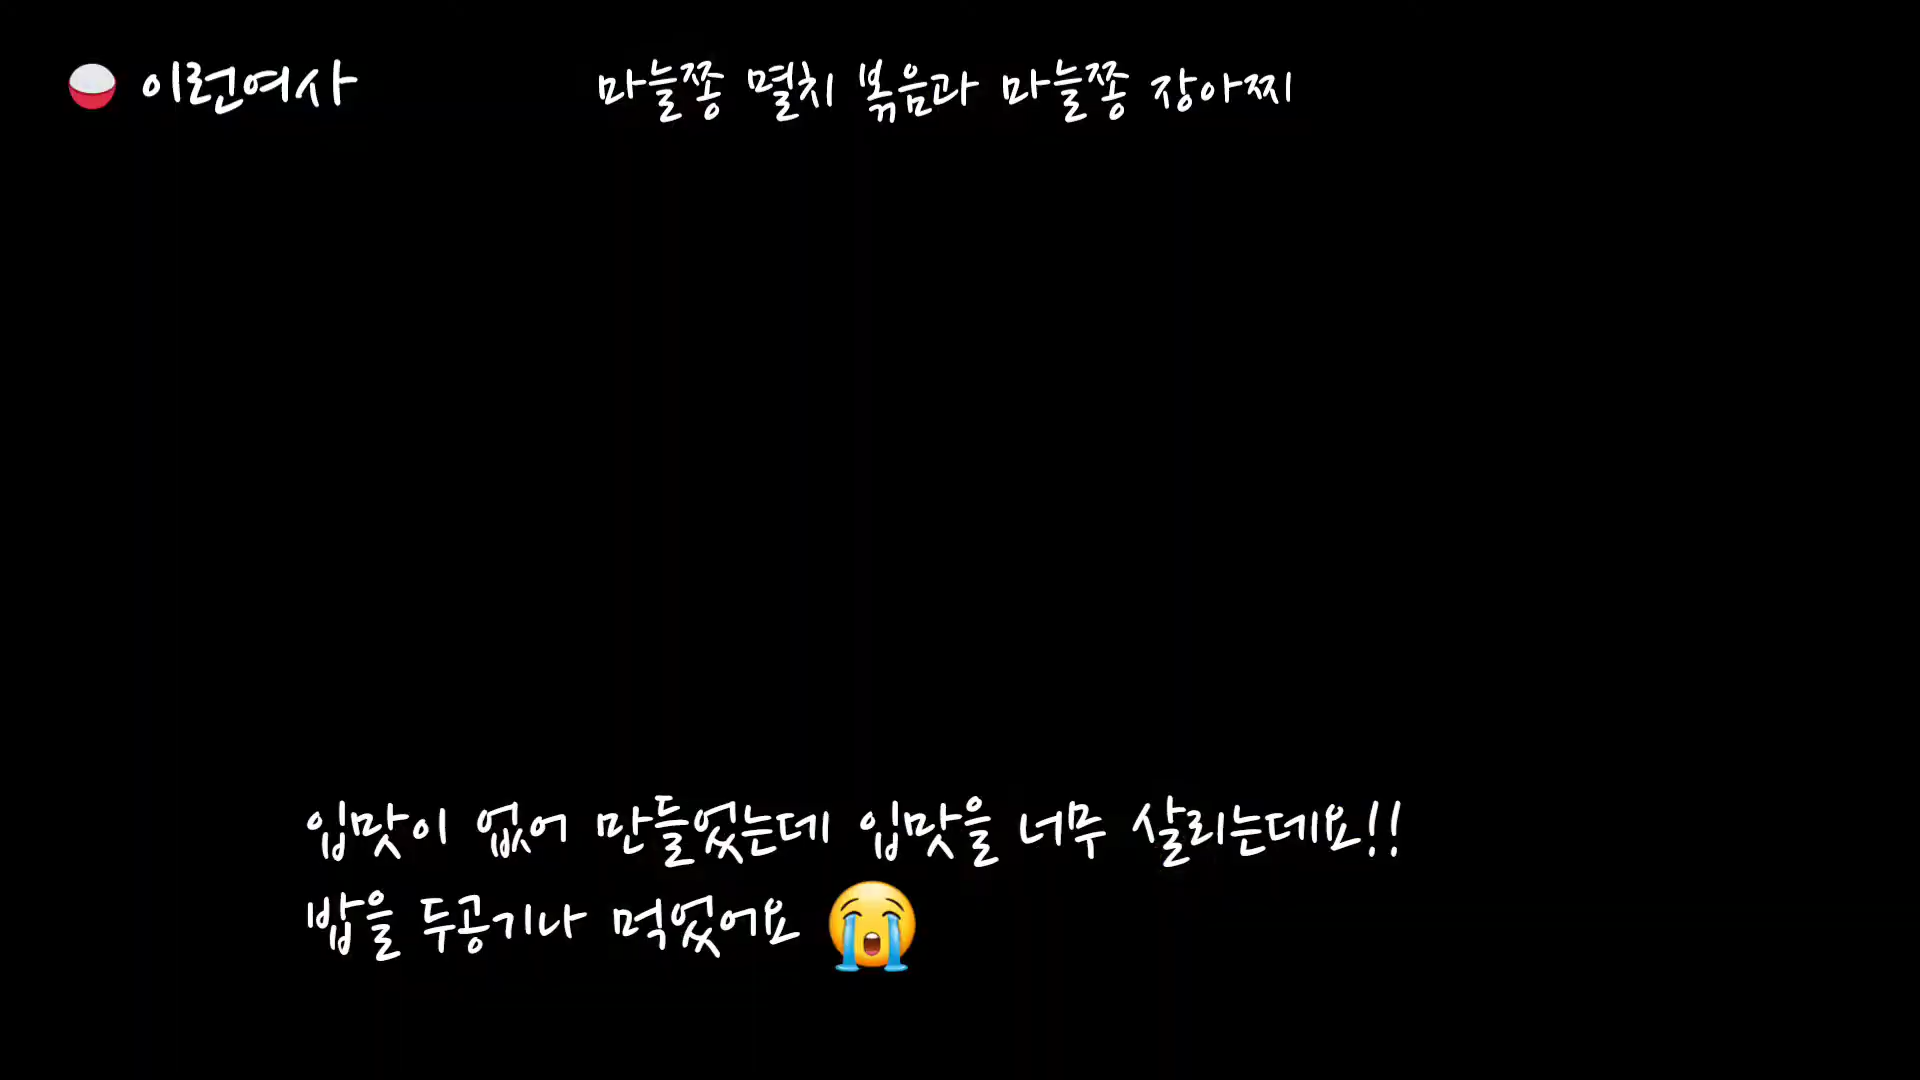 이런여사
마늘쫑 멸치 볶음과 마늘쫑 장아찌
입맛이 없어 만들었는데 입맛을 너무 살리는데요!!
밥을 두공기나 먹었어요 😭